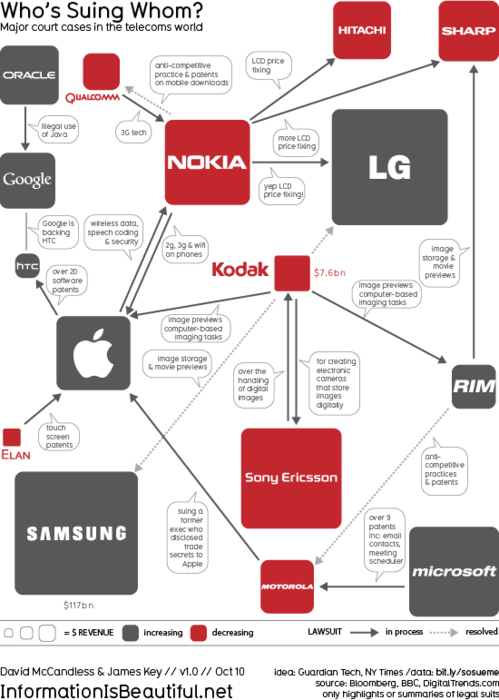 Who's Suing Whom?
Major court cases in the telecoms world
HITACHI
SHARP
ORACLE
QUALCOMM
anti-competitive
practice & patents
on mobile downloads
LCD price
fixing
illegal use
of Java
3G tech
NOKIA
more LCD
price fixing
LG
Google
yep LCD
price fixing!
Google is
backing
HTC
wireless data,
speech coding
& security
2g, 3g & wifi
on phones
image
storage &
movie
previews
hTC
over 20
software
patents
Kodak
$7.6bn
image previews
computer-based
imaging tasks
image previews
computer-based
imaging tasks
image storage
& movie previews
over the
handling
of digital
images
for creating
electronic
cameras
that store
images
digitally
RIM
ELAN
touch
screen
patents
Sony Ericsson
anti-
competitive
practices
& patents
SAMSUNG
$117bn
suing a
former
exec who
disclosed
trade
secrets to
Apple
over 9
patents
inc. email
contacts,
meeting
scheduler
MOTOROLA
microsoft
= $ REVENUE
increasing
decreasing
LAWSUIT
in process
resolved
David McCandless & James Key // v1.0 // Oct 10
InformationIsBeautiful.net
idea: Guardian Tech, NY Times /data: bit.ly/sosueme
source: Bloomberg, BBC, DigitalTrends.com
only highlights or summaries of legal suits